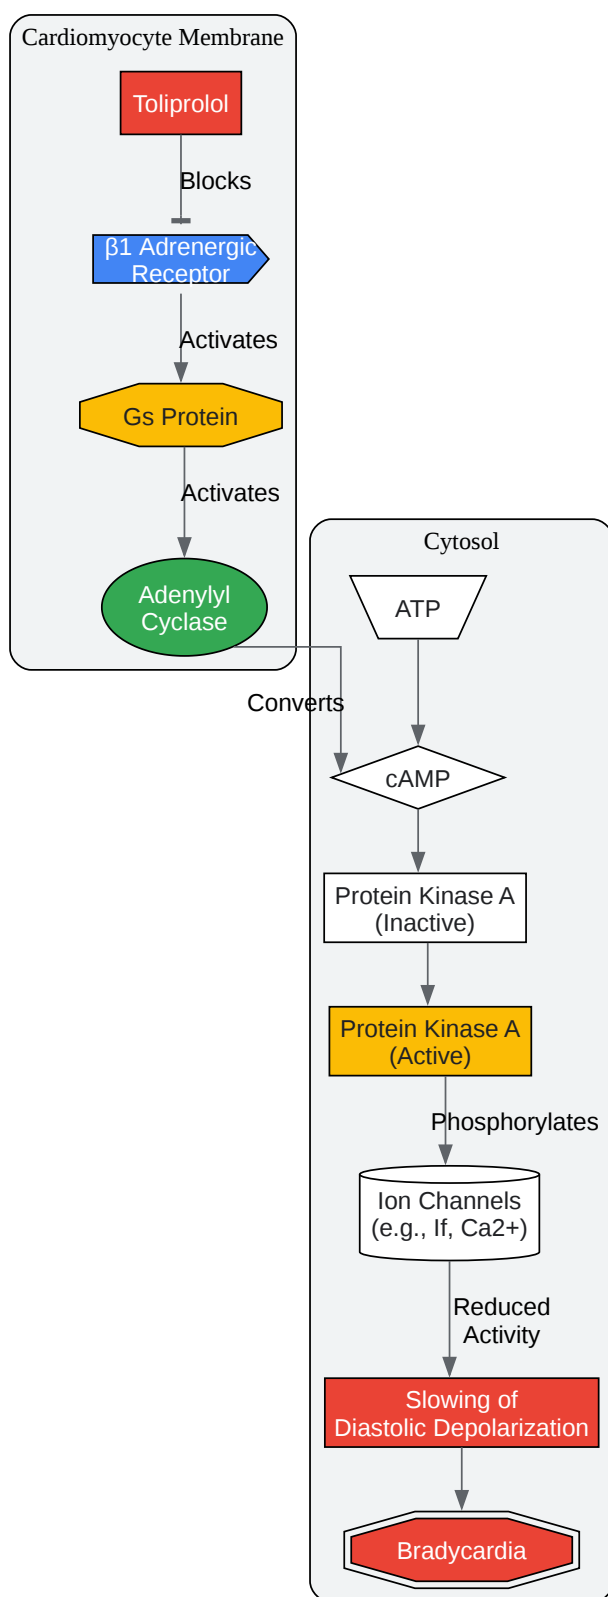 Cardiomyocyte Membrane
Toliprolol
Blocks
β1 Adrenergic
Receptor
Activates
Gs Protein
Activates
Adenylyl
Cyclase
Converts
Cytosol
ATP
cAMP
Protein Kinase A
(Inactive)
Protein Kinase A
(Active)
Phosphorylates
Ion Channels
(e.g., If, Ca2+)
Reduced
Activity
Slowing of
Diastolic Depolarization
Bradycardia